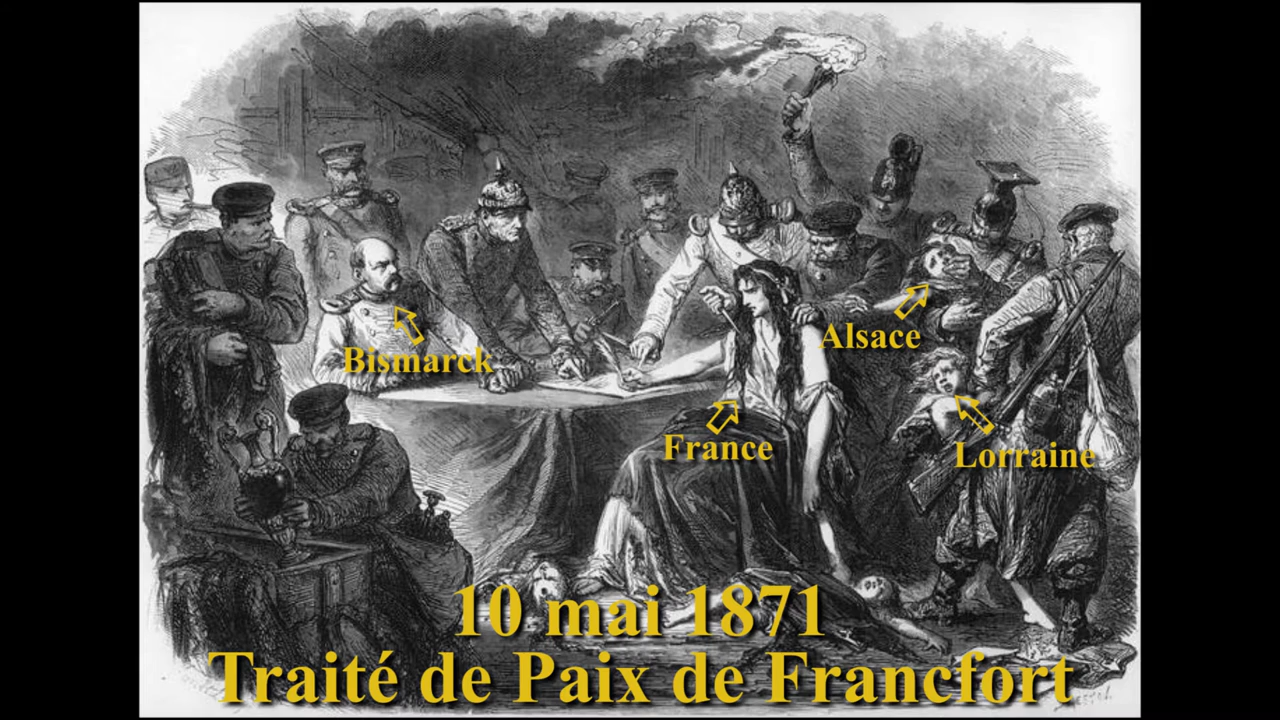 Alsace
Bismarck
France
Lorraine
10 mai 1871
Traité de Paix de Francfort